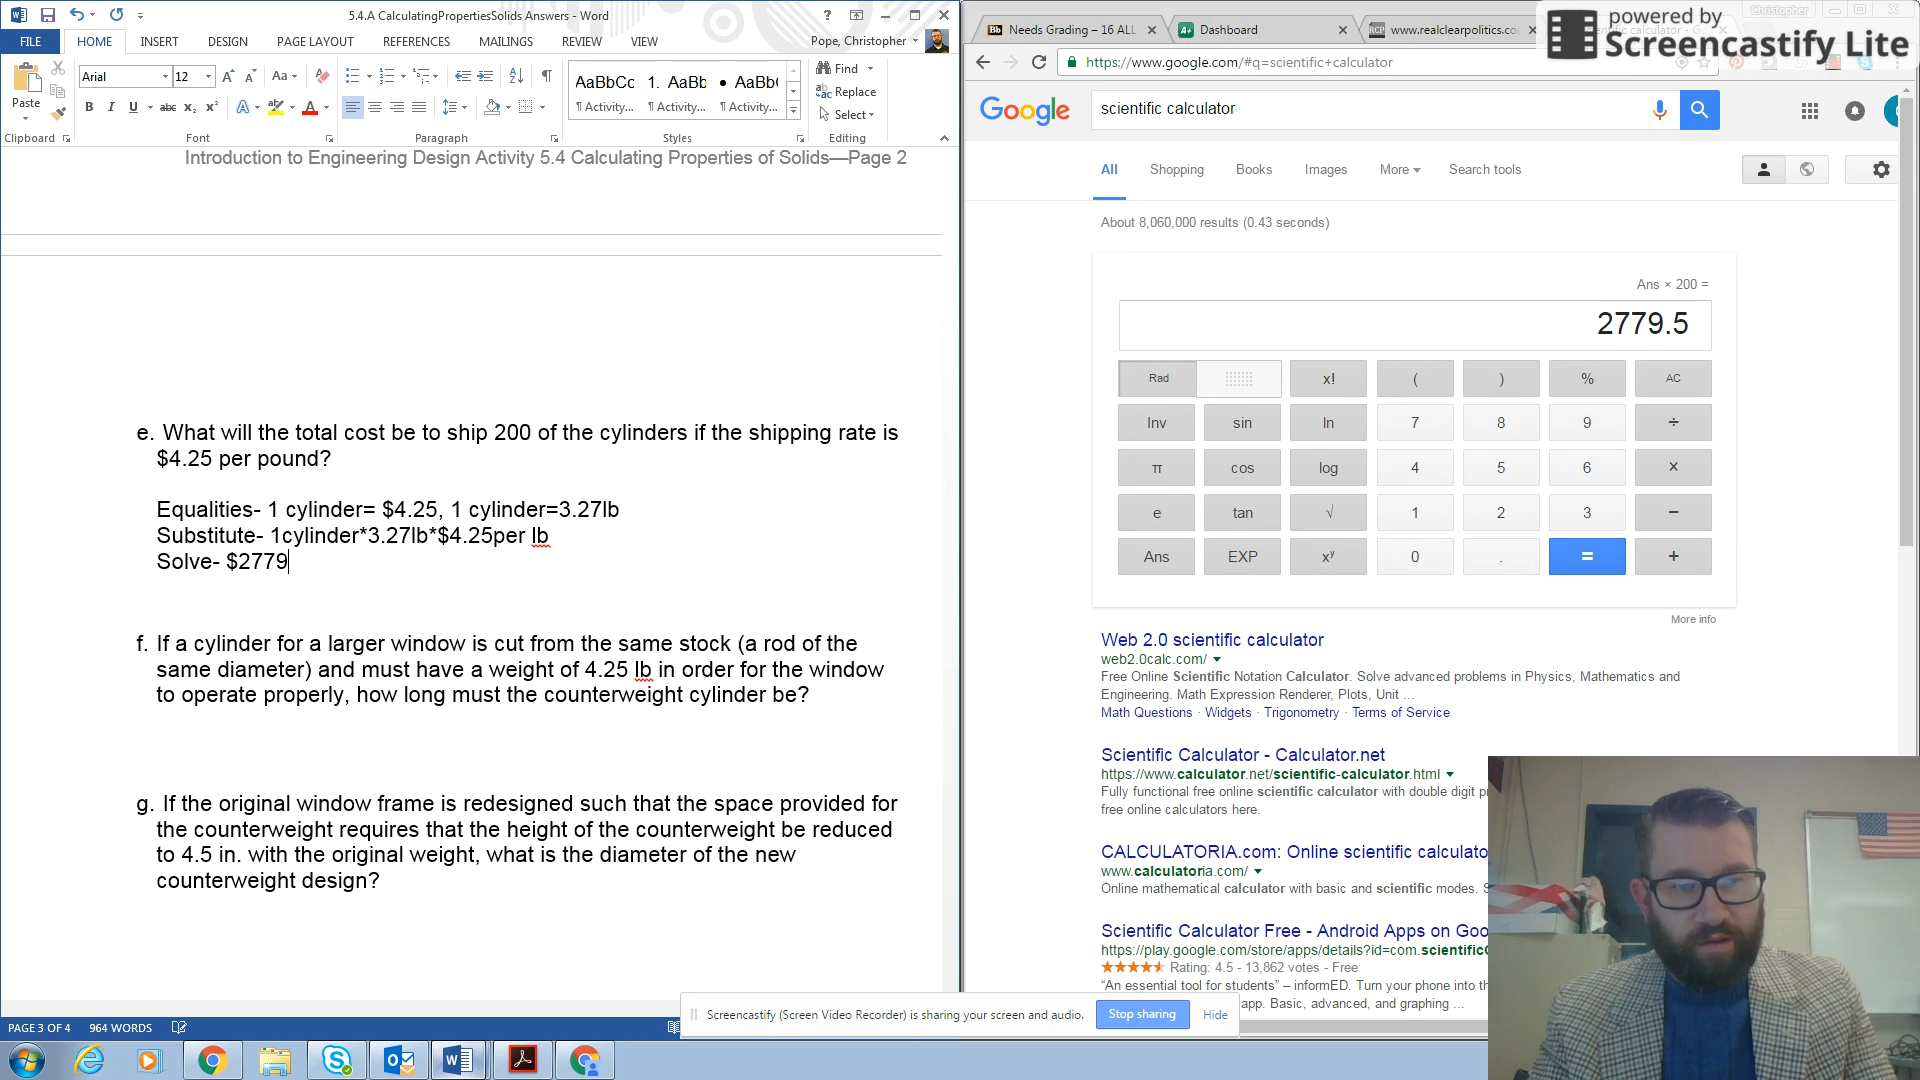 5.4.A CalculatingPropertiesSolids Answers - Word
FILE HOME INSERT DESIGN PAGE LAYOUT REFERENCES MAILINGS REVIEW VIEW Pope, Christopher
Arial 12
Paste
Find
Replace
Select
AaBbCc 1. AaBb • AaBb(
¶ Activity... ¶ Activity... ¶ Activity...
Clipboard Font Paragraph Styles Editing
Introduction to Engineering Design Activity 5.4 Calculating Properties of Solids—Page 2
e. What will the total cost be to ship 200 of the cylinders if the shipping rate is
$4.25 per pound?
Equalities- 1 cylinder= $4.25, 1 cylinder=3.27lb
Substitute- 1cylinder*3.27lb*$4.25per lb
Solve- $2779
f. If a cylinder for a larger window is cut from the same stock (a rod of the
same diameter) and must have a weight of 4.25 lb in order for the window
to operate properly, how long must the counterweight cylinder be?
g. If the original window frame is redesigned such that the space provided for
the counterweight requires that the height of the counterweight be reduced
to 4.5 in. with the original weight, what is the diameter of the new
counterweight design?
PAGE 3 OF 4 964 WORDS
Needs Grading – 16 ALL
Dashboard
www.realclearpolitics.co
Christopher
powered by
Screencastify Lite
https://www.google.com/#q=scientific+calculator
Google
scientific calculator
All Shopping Books Images More Search tools
About 8,060,000 results (0.43 seconds)
Ans × 200 =
2779.5
Rad x! ( ) % AC
Inv sin ln 7 8 9 ÷
π cos log 4 5 6 ×
e tan √ 1 2 3 −
Ans EXP xʸ 0 . = +
More info
Web 2.0 scientific calculator
web2.0calc.com/
Free Online Scientific Notation Calculator. Solve advanced problems in Physics, Mathematics and
Engineering. Math Expression Renderer, Plots, Unit ...
Math Questions · Widgets · Trigonometry · Terms of Service
Scientific Calculator - Calculator.net
https://www.calculator.net/scientific-calculator.html
Fully functional free online scientific calculator with double digit pr
free online calculators here.
CALCULATORIA.com: Online scientific calculato
www.calculatoria.com/
Online mathematical calculator with basic and scientific modes. S
Scientific Calculator Free - Android Apps on Goo
https://play.google.com/store/apps/details?id=com.scientific
Rating: 4.5 - 13,862 votes - Free
“An essential tool for students” – informED. Turn your phone into th
app. Basic, advanced, and graphing ...
Screencastify (Screen Video Recorder) is sharing your screen and audio.
Stop sharing
Hide